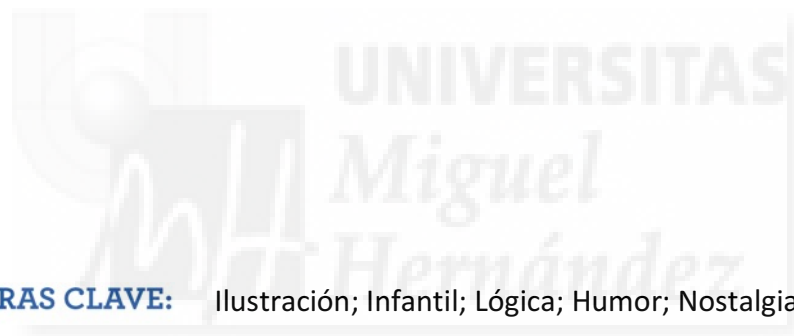 UNIVERSITAS
Miguel
Hernández
RAS CLAVE: Ilustración; Infantil; Lógica; Humor; Nostalgia